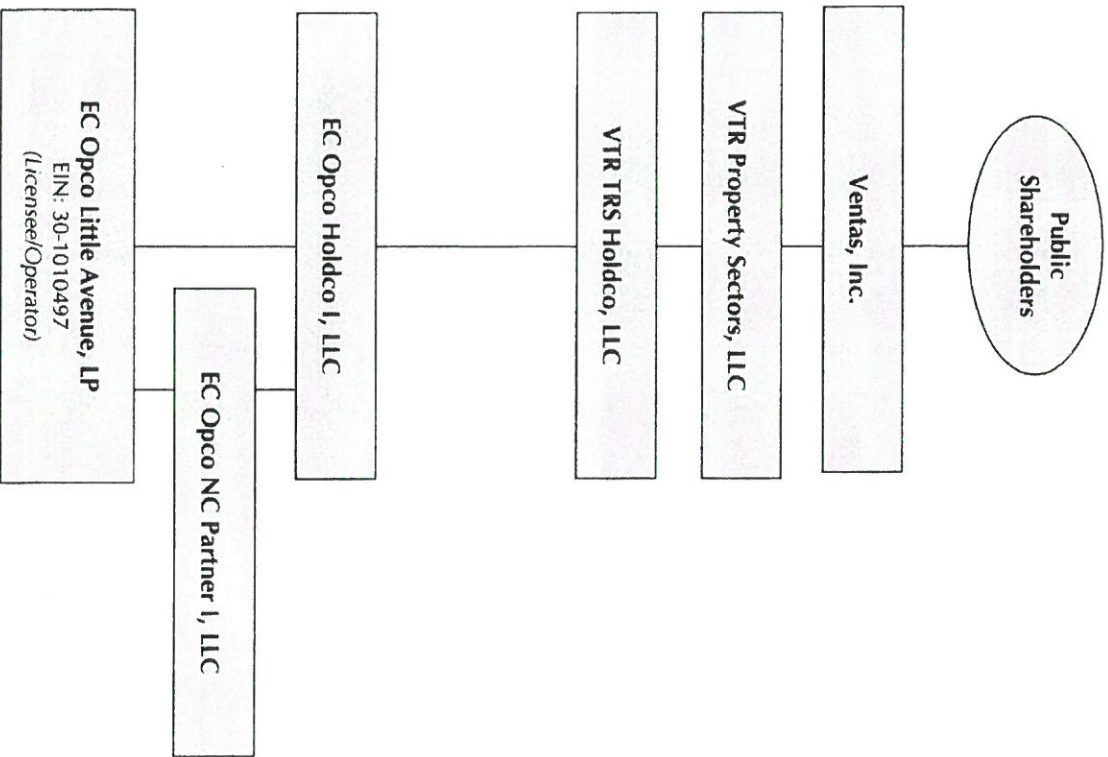 Public
Shareholders
Ventas, Inc.
VTR Property Sectors, LLC
VTR TRS Holdco, LLC
EC Opco Holdco I, LLC
EC Opco NC Partner I, LLC
EC Opco Little Avenue, LP
EIN: 30-1010497
(Licensee/Operator)